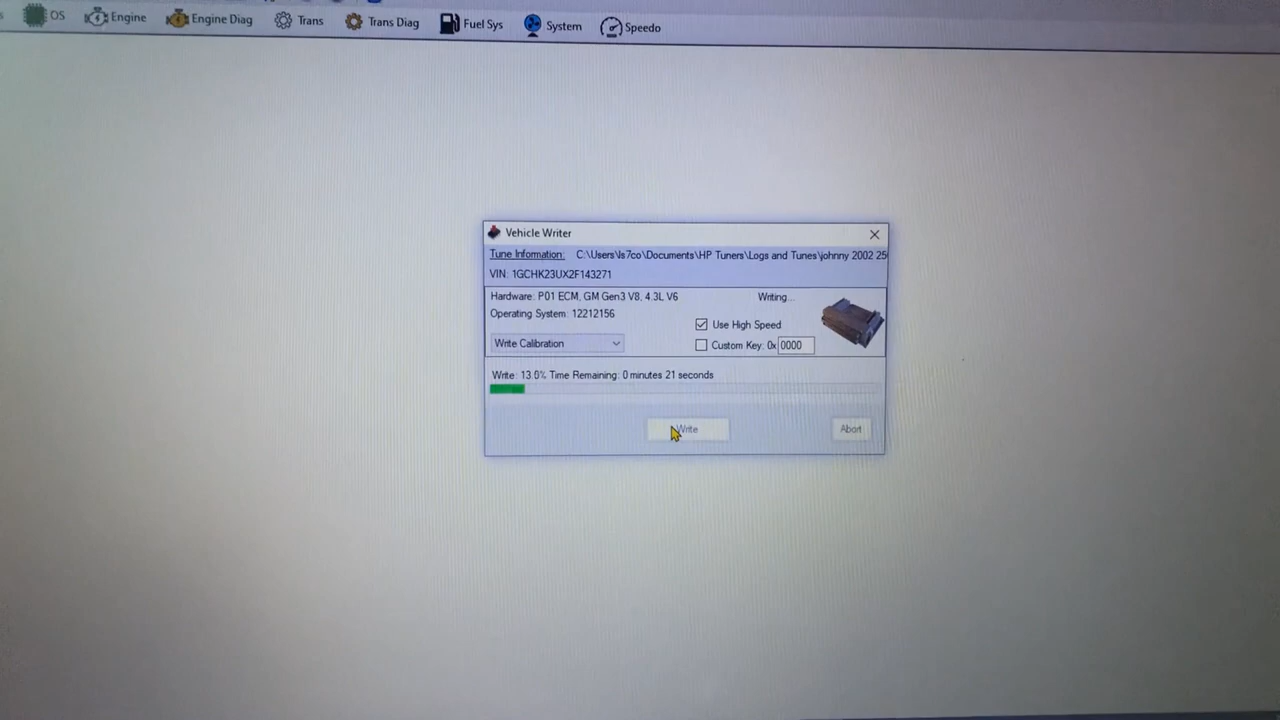 OS Engine Engine Diag Trans Trans Diag Fuel Sys System Speedo
Vehicle Writer
Tune Information: C:\Users\ls7co\Documents\HP Tuners\Logs and Tunes\johnny 2002 25
VIN: 1GCHK23UX2F143271
Hardware: P01 ECM, GM Gen3 V8, 4.3L V6 Writing...
Operating System: 12212156
Use High Speed
Write Calibration
Custom Key: 0x 0000
Write: 13.0% Time Remaining: 0 minutes 21 seconds
Write Abort